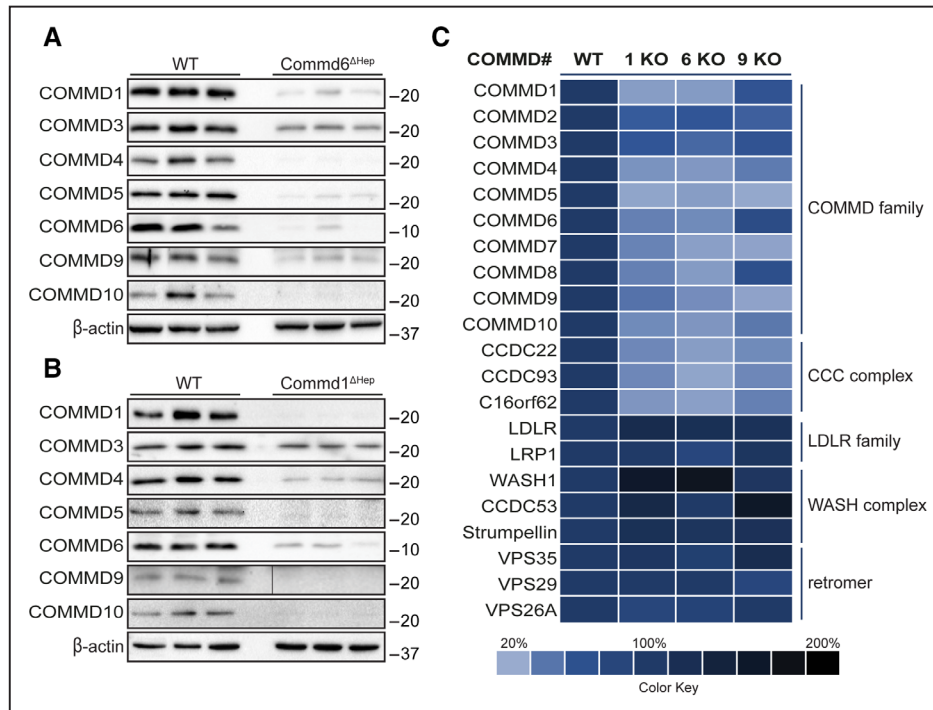 A
WT Commd6ΔHep
COMMD1 –20
COMMD3 –20
COMMD4 –20
COMMD5 –20
COMMD6 –10
COMMD9 –20
COMMD10 –20
β-actin –37
B
WT Commd1ΔHep
COMMD1 –20
COMMD3 –20
COMMD4 –20
COMMD5 –20
COMMD6 –10
COMMD9 –20
COMMD10 –20
β-actin –37
C
COMMD# WT 1 KO 6 KO 9 KO
COMMD1
COMMD2
COMMD3
COMMD4
COMMD5
COMMD6
COMMD7
COMMD8
COMMD9
COMMD10
COMMD family
CCDC22
CCDC93
C16orf62
CCC complex
LDLR
LRP1
LDLR family
WASH1
CCDC53
Strumpellin
WASH complex
VPS35
VPS29
VPS26A
retromer
20% 100% 200%
Color Key